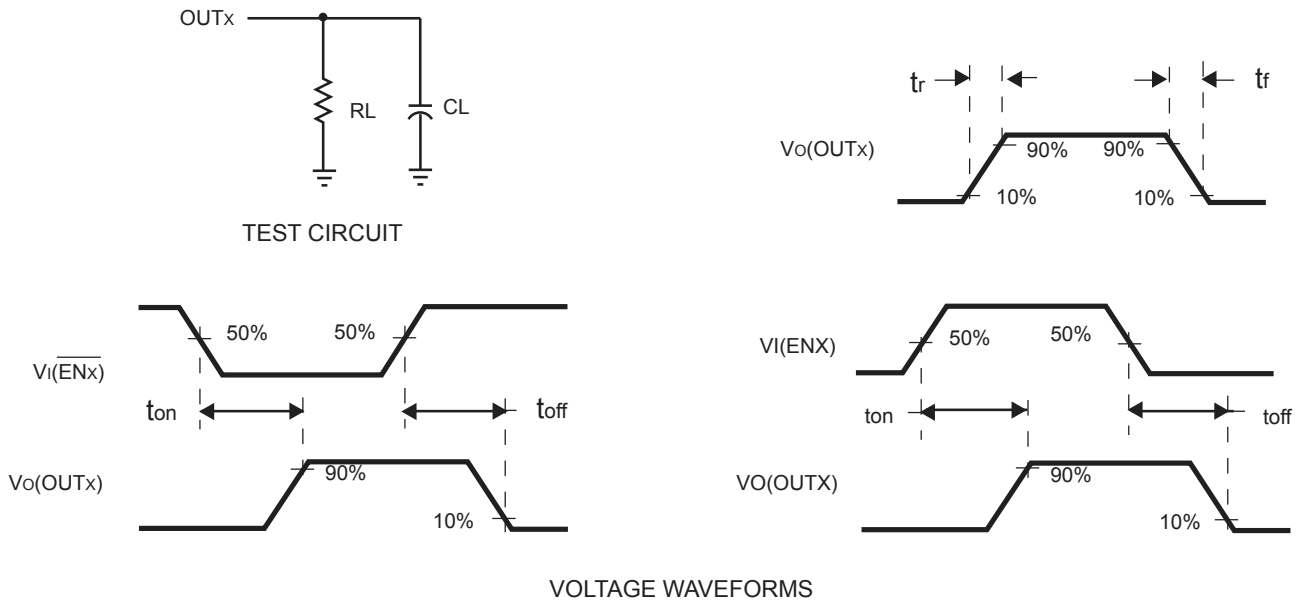 OUTx
RL
CL
TEST CIRCUIT
tr
tf
VO(OUTx)
90%
90%
10%
10%
50%
50%
VI(ENx)
ton
toff
VO(OUTx)
90%
10%
50%
50%
VI(ENX)
ton
toff
VO(OUTX)
90%
10%
VOLTAGE WAVEFORMS